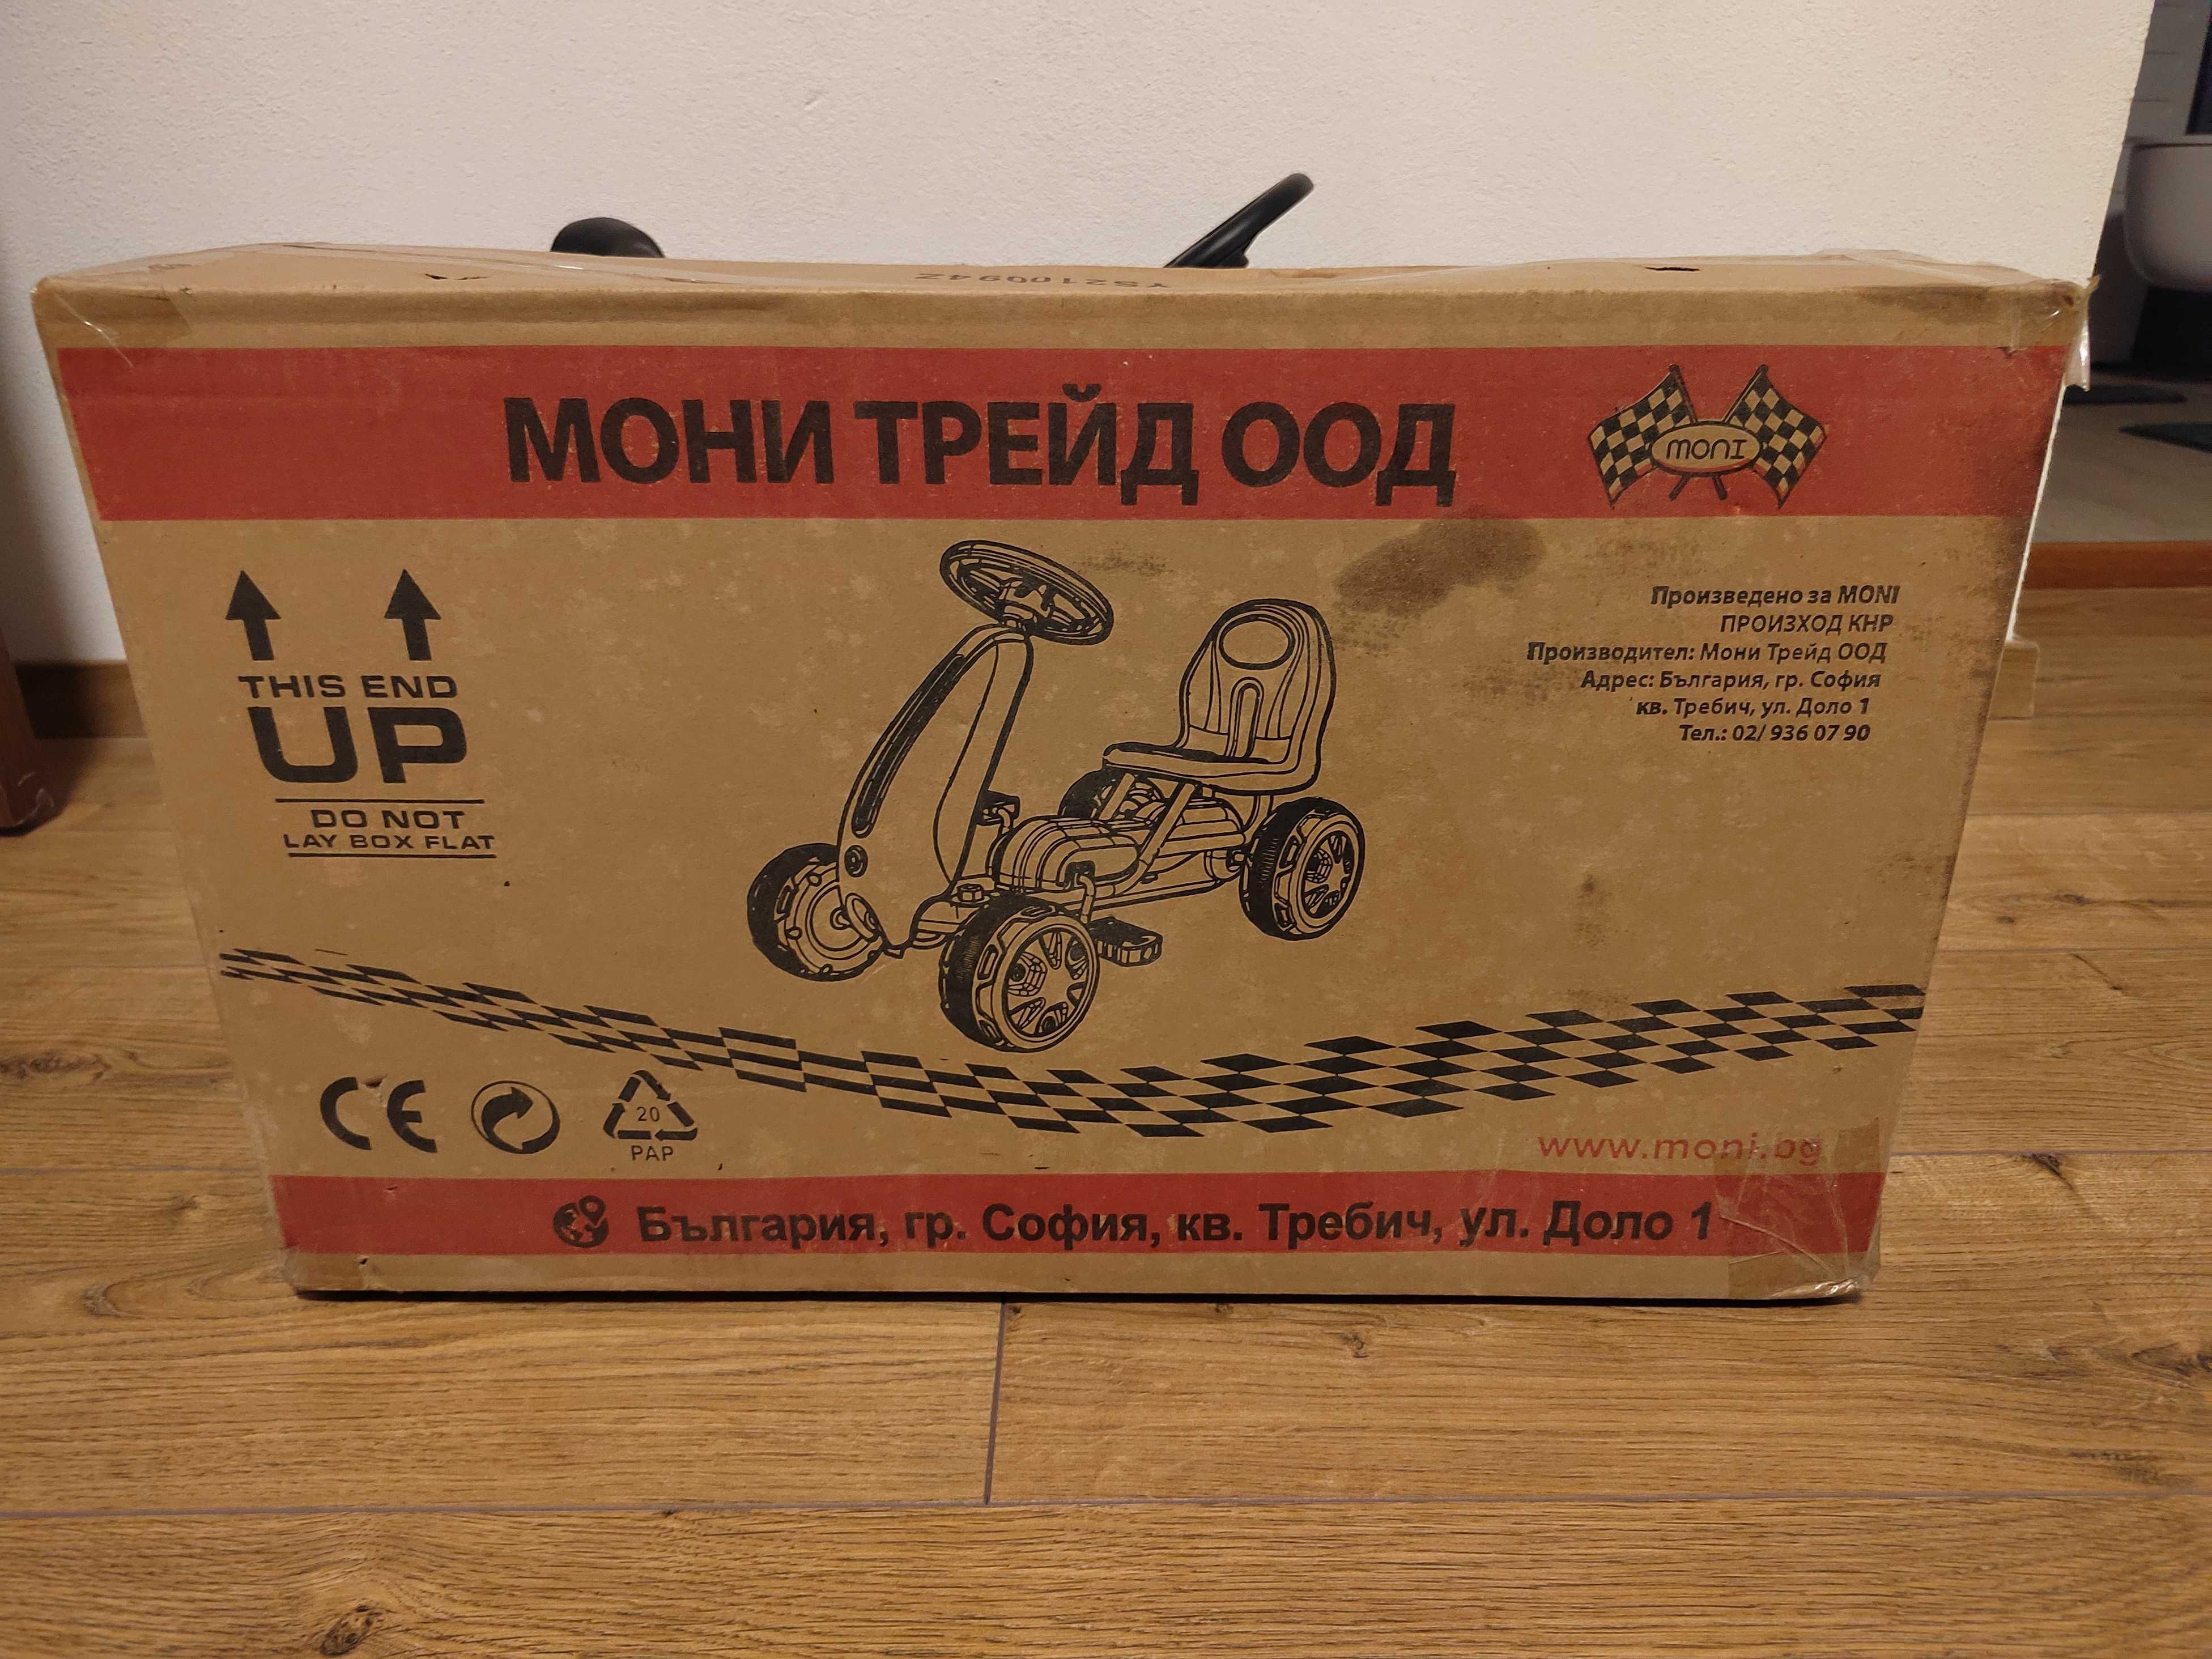 YS2100942
МОНИ ТРЕЙД ООД
MONI
THIS END
UP
DO NOT
LAY BOX FLAT
Произведено за MONI
ПРОИЗХОД КНР
Производител: Мони Трейд ООД
Адрес: България, гр. София
кв. Требич, ул. Доло 1
Тел.: 02/ 936 07 90
CE
20
PAP
www.moni.bg
България, гр. София, кв. Требич, ул. Доло 1